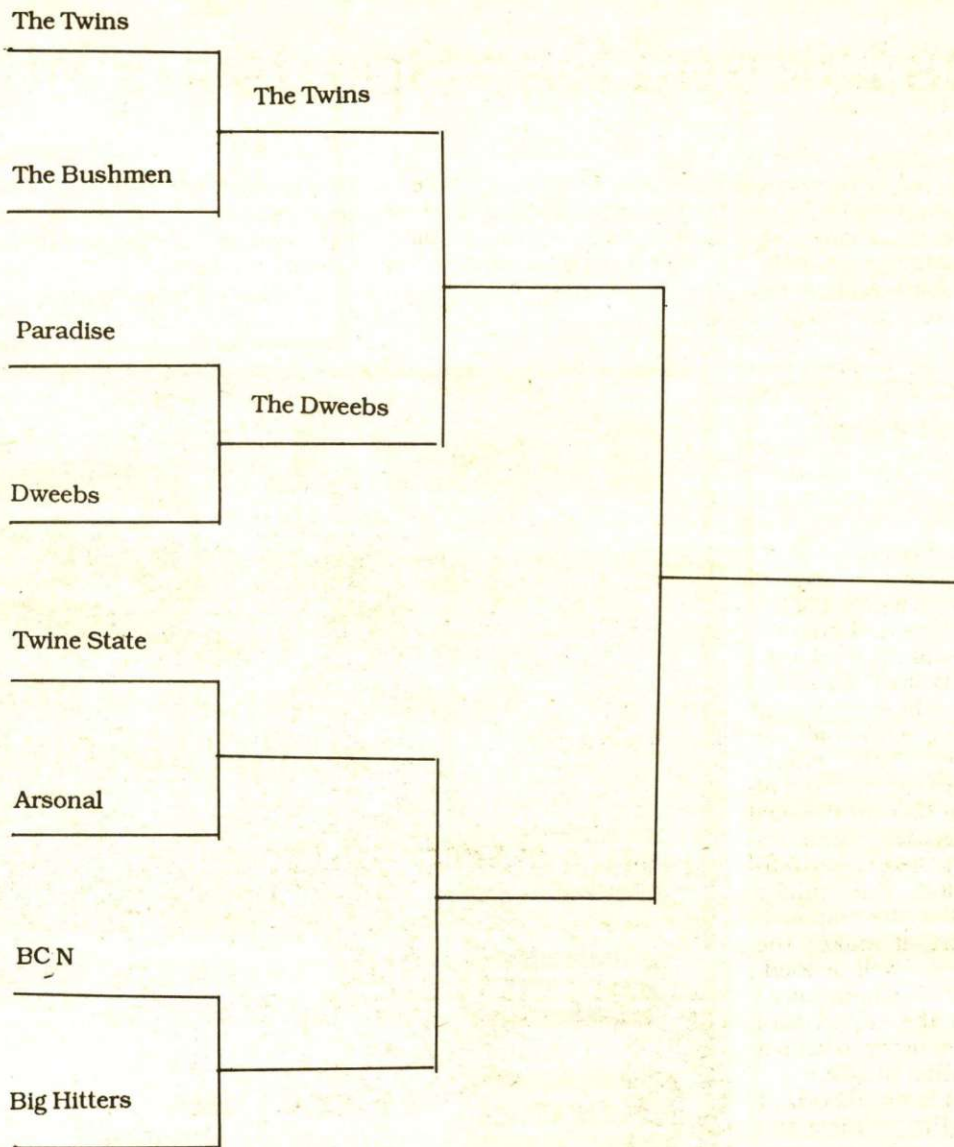 The Twins
The Twins
The Bushmen
Paradise
The Dweebs
Dweebs
Twine State
Arsonal
BC N
Big Hitters